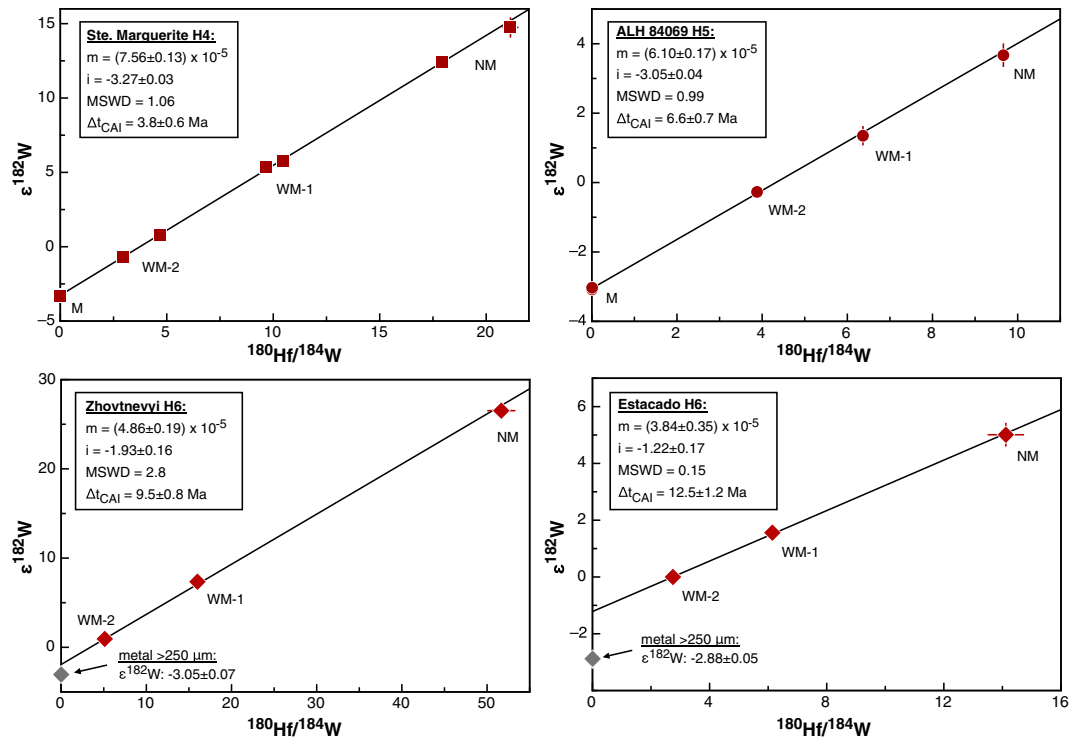 Ste. Marguerite H4:
m = (7.56±0.13) x 10⁻⁵
i = -3.27±0.03
MSWD = 1.06
Δt_CAI = 3.8±0.6 Ma
15
10
5
0
−5
ε¹⁸²W
NM
WM-1
WM-2
M
0 5 10 15 20
¹⁸⁰Hf/¹⁸⁴W
ALH 84069 H5:
m = (6.10±0.17) x 10⁻⁵
i = -3.05±0.04
MSWD = 0.99
Δt_CAI = 6.6±0.7 Ma
4
2
0
−2
−4
ε¹⁸²W
NM
WM-1
WM-2
M
0 2 4 6 8 10
¹⁸⁰Hf/¹⁸⁴W
Zhovtnevyi H6:
m = (4.86±0.19) x 10⁻⁵
i = -1.93±0.16
MSWD = 2.8
Δt_CAI = 9.5±0.8 Ma
30
20
10
0
ε¹⁸²W
NM
WM-1
WM-2
metal >250 μm:
ε¹⁸²W: -3.05±0.07
0 10 20 30 40 50
¹⁸⁰Hf/¹⁸⁴W
Estacado H6:
m = (3.84±0.35) x 10⁻⁵
i = -1.22±0.17
MSWD = 0.15
Δt_CAI = 12.5±1.2 Ma
6
4
2
0
−2
ε¹⁸²W
NM
WM-1
WM-2
metal >250 μm:
ε¹⁸²W: -2.88±0.05
0 4 8 12 16
¹⁸⁰Hf/¹⁸⁴W